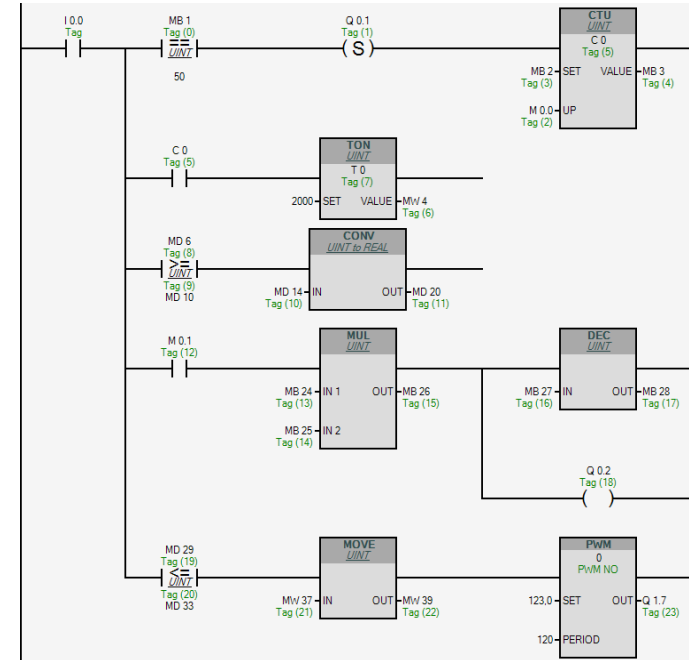 I 0.0
Tag
MB 1
Tag (0)
==
UINT
50
Q 0.1
Tag (1)
( S )
CTU
UINT
C 0
Tag (5)
MB 2 SET VALUE MB 3
Tag (3) Tag (4)
M 0.0 UP
Tag (2)
C 0
Tag (5)
TON
UINT
T 0
Tag (7)
2000 SET VALUE MW 4
Tag (6)
MD 6
Tag (8)
>=
UINT
Tag (9)
MD 10
CONV
UINT to REAL
MD 14 IN OUT MD 20
Tag (10) Tag (11)
M 0.1
Tag (12)
MUL
UINT
MB 24 IN 1 OUT MB 26
Tag (13) Tag (15)
MB 25 IN 2
Tag (14)
DEC
UINT
MB 27 IN OUT MB 28
Tag (16) Tag (17)
Q 0.2
Tag (18)
( )
MD 29
Tag (19)
<=
UINT
Tag (20)
MD 33
MOVE
UINT
MW 37 IN OUT MW 39
Tag (21) Tag (22)
PWM
0
PWM NO
123,0 SET OUT Q 1.7
Tag (23)
120 PERIOD